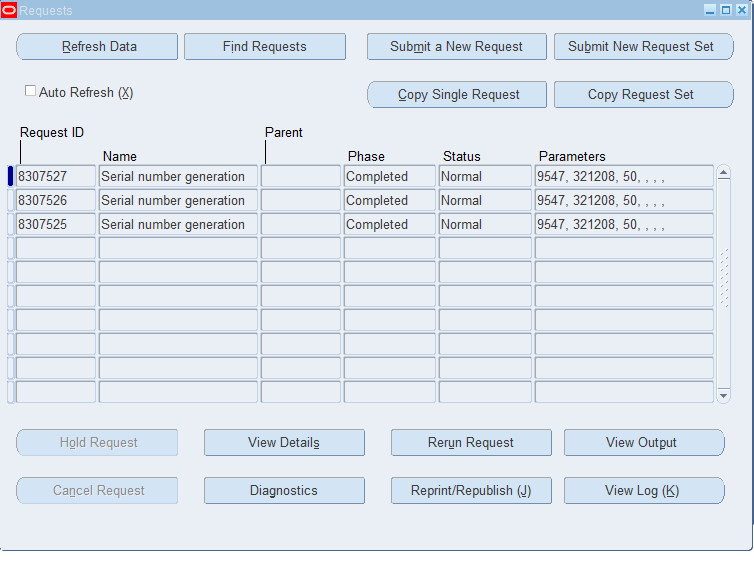 Requests
Refresh Data Find Requests Submit a New Request Submit New Request Set
Auto Refresh (X) Copy Single Request Copy Request Set
Request ID Parent
Name Phase Status Parameters
8307527 Serial number generation Completed Normal 9547, 321208, 50, , , ,
8307526 Serial number generation Completed Normal 9547, 321208, 50, , , ,
8307525 Serial number generation Completed Normal 9547, 321208, 50, , , ,
Hold Request View Details Rerun Request View Output
Cancel Request Diagnostics Reprint/Republish (J) View Log (K)